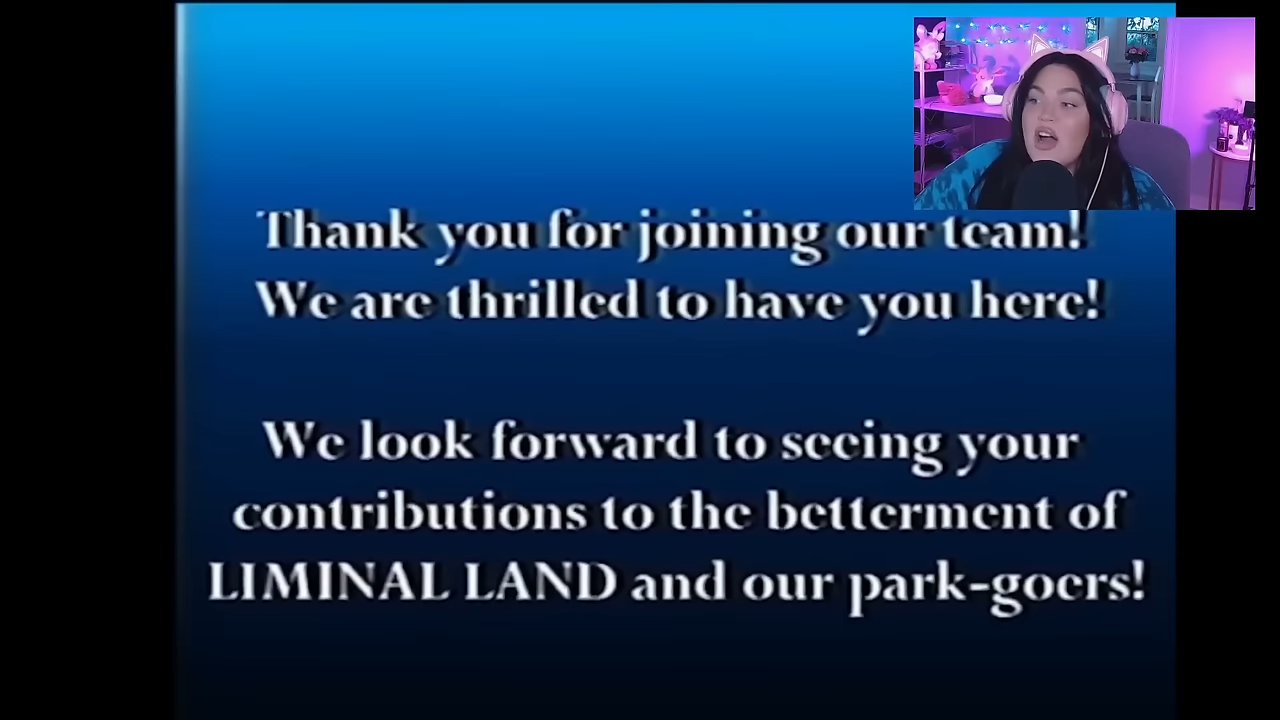 Thank you for joining our team!
We are thrilled to have you here!
We look forward to seeing your
contributions to the betterment of
LIMINAL LAND and our park-goers!